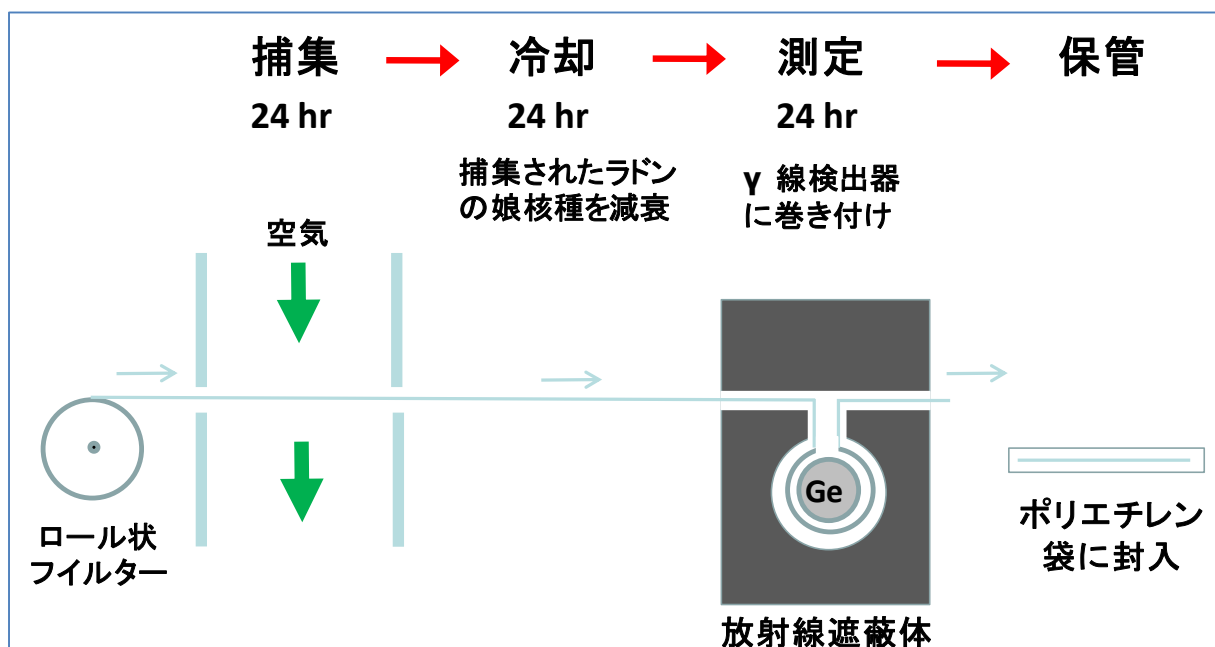 捕集
冷却
測定
保管
24 hr
24 hr
24 hr
捕集されたラドン
の娘核種を減衰
γ 線検出器
に巻き付け
空気
Ge
ロール状
フイルター
ポリエチレン
袋に封入
放射線遮蔽体